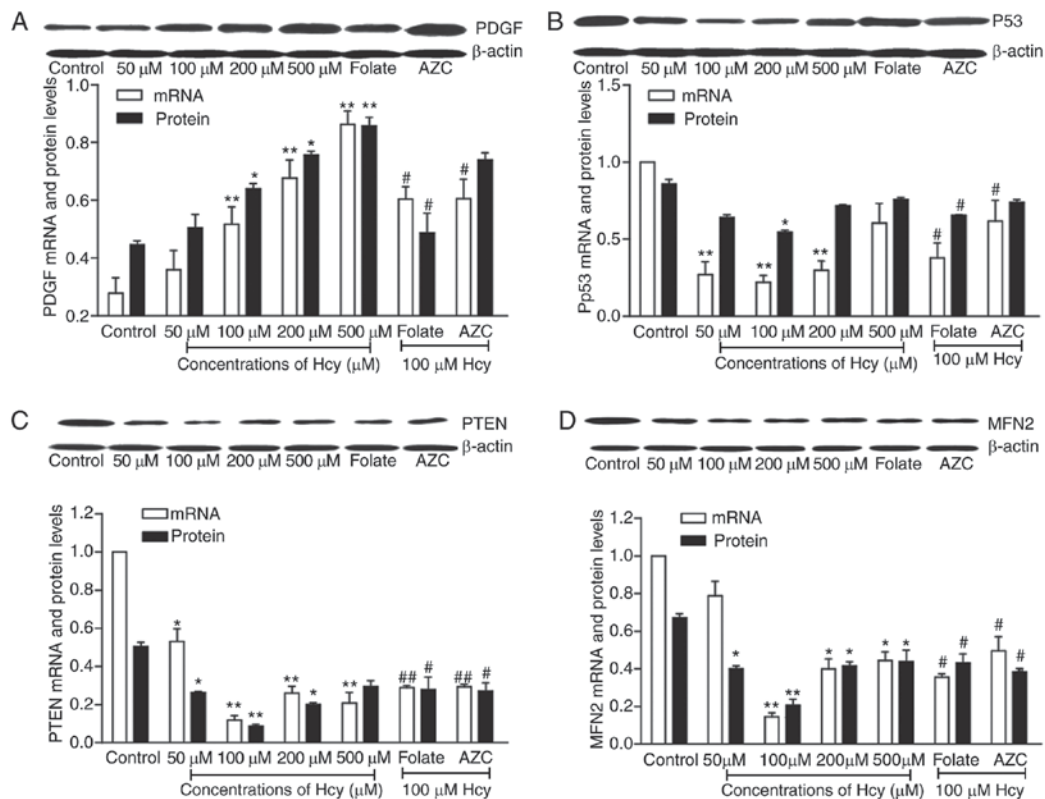 A
PDGF
β-actin
Control 50 μM 100 μM 200 μM 500 μM Folate AZC
PDGF mRNA and protein levels
1.0
0.8
0.6
0.4
0.2
mRNA
Protein
** * ** * ** ** # # #
Control 50 μM 100 μM 200 μM 500 μM Folate AZC
Concentrations of Hcy (μM) 100 μM Hcy
B
P53
β-actin
Control 50 μM 100 μM 200 μM 500 μM Folate AZC
Pp53 mRNA and protein levels
1.5
1.0
0.5
0.0
mRNA
Protein
** ** * ** # # #
Control 50 μM 100 μM 200 μM 500 μM Folate AZC
Concentrations of Hcy (μM) 100 μM Hcy
C
PTEN
β-actin
Control 50 μM 100 μM 200 μM 500 μM Folate AZC
PTEN mRNA and protein levels
1.2
1.0
0.8
0.6
0.4
0.2
0.0
mRNA
Protein
* * ** ** ** * ** ## # ## #
Control 50 μM 100 μM 200 μM 500 μM Folate AZC
Concentrations of Hcy (μM) 100 μM Hcy
D
MFN2
β-actin
Control 50 μM 100 μM 200 μM 500 μM Folate AZC
MFN2 mRNA and protein levels
1.2
1.0
0.8
0.6
0.4
0.2
0.0
mRNA
Protein
* ** ** * * * * # # # #
Control 50μM 100μM 200μM 500μM Folate AZC
Concentrations of Hcy (μM) 100 μM Hcy